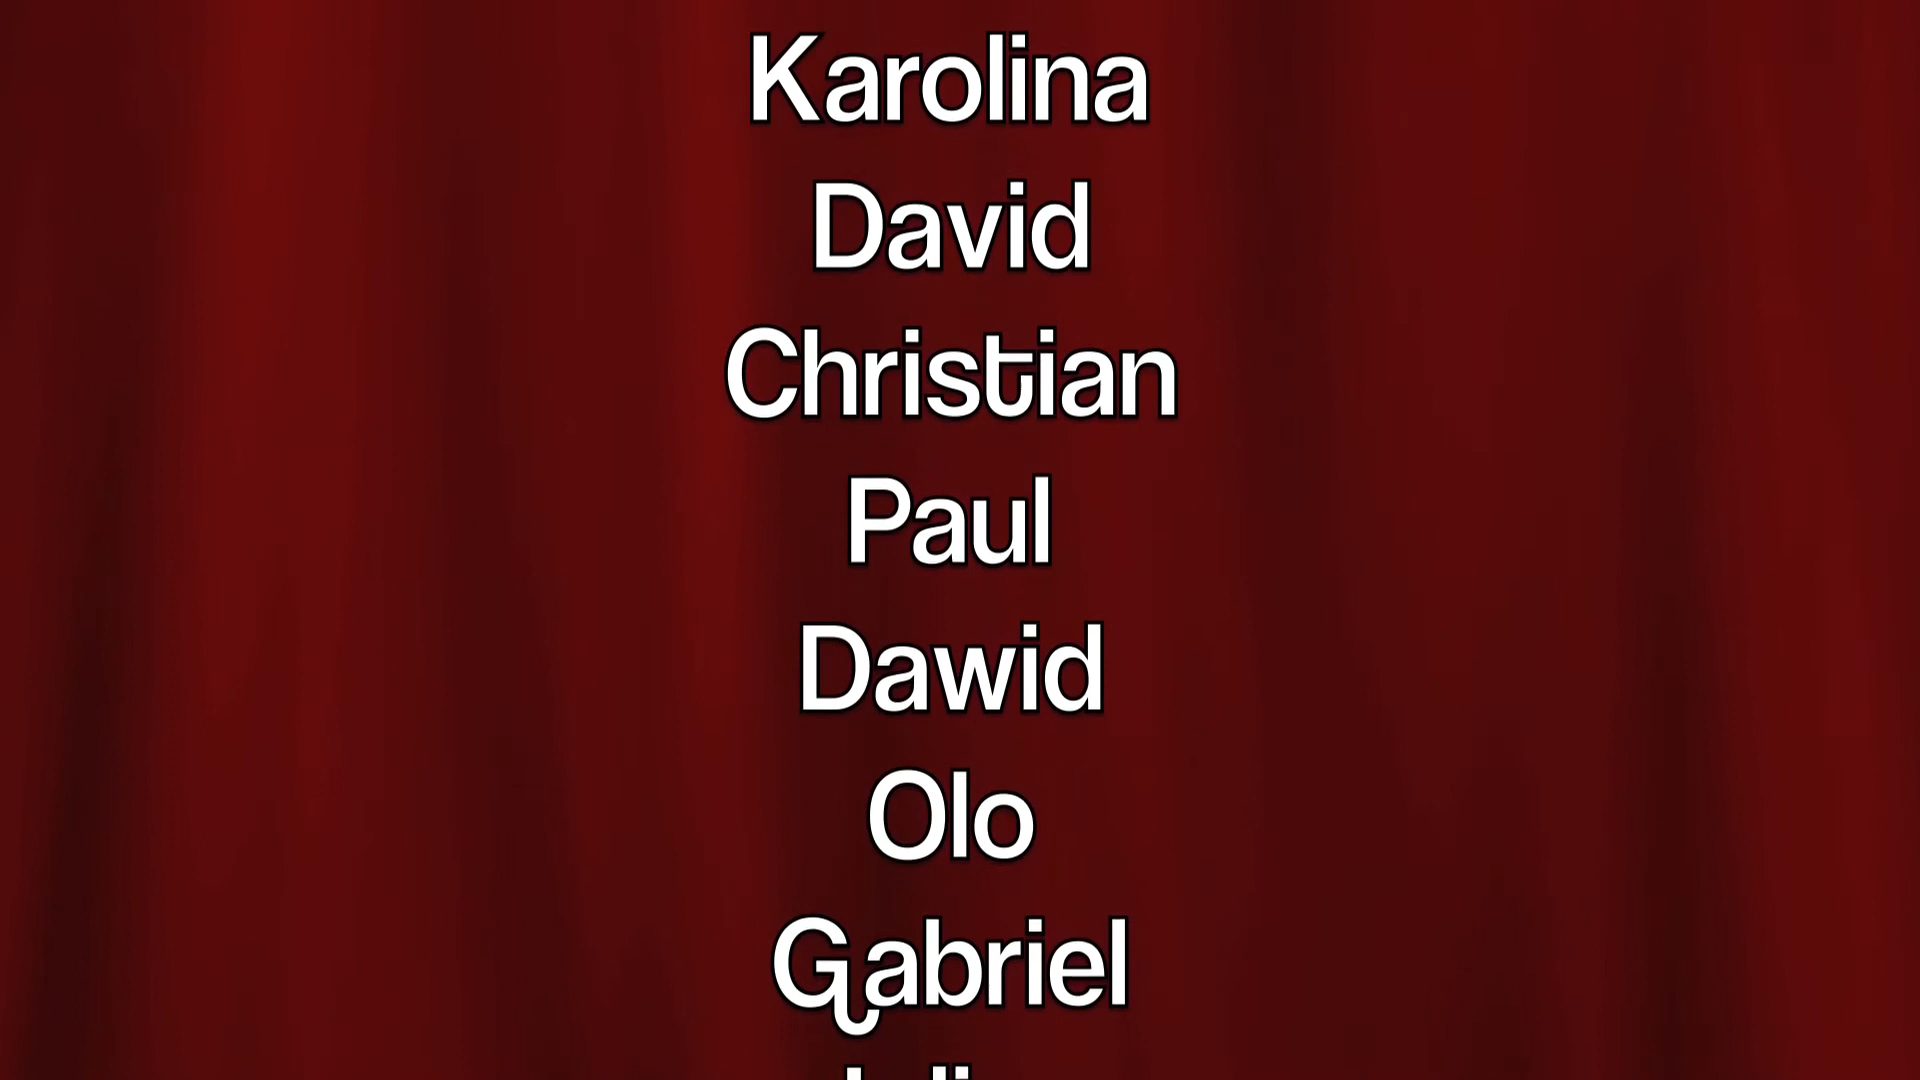 Karolina
David
Christian
Paul
Dawid
Olo
Gabriel